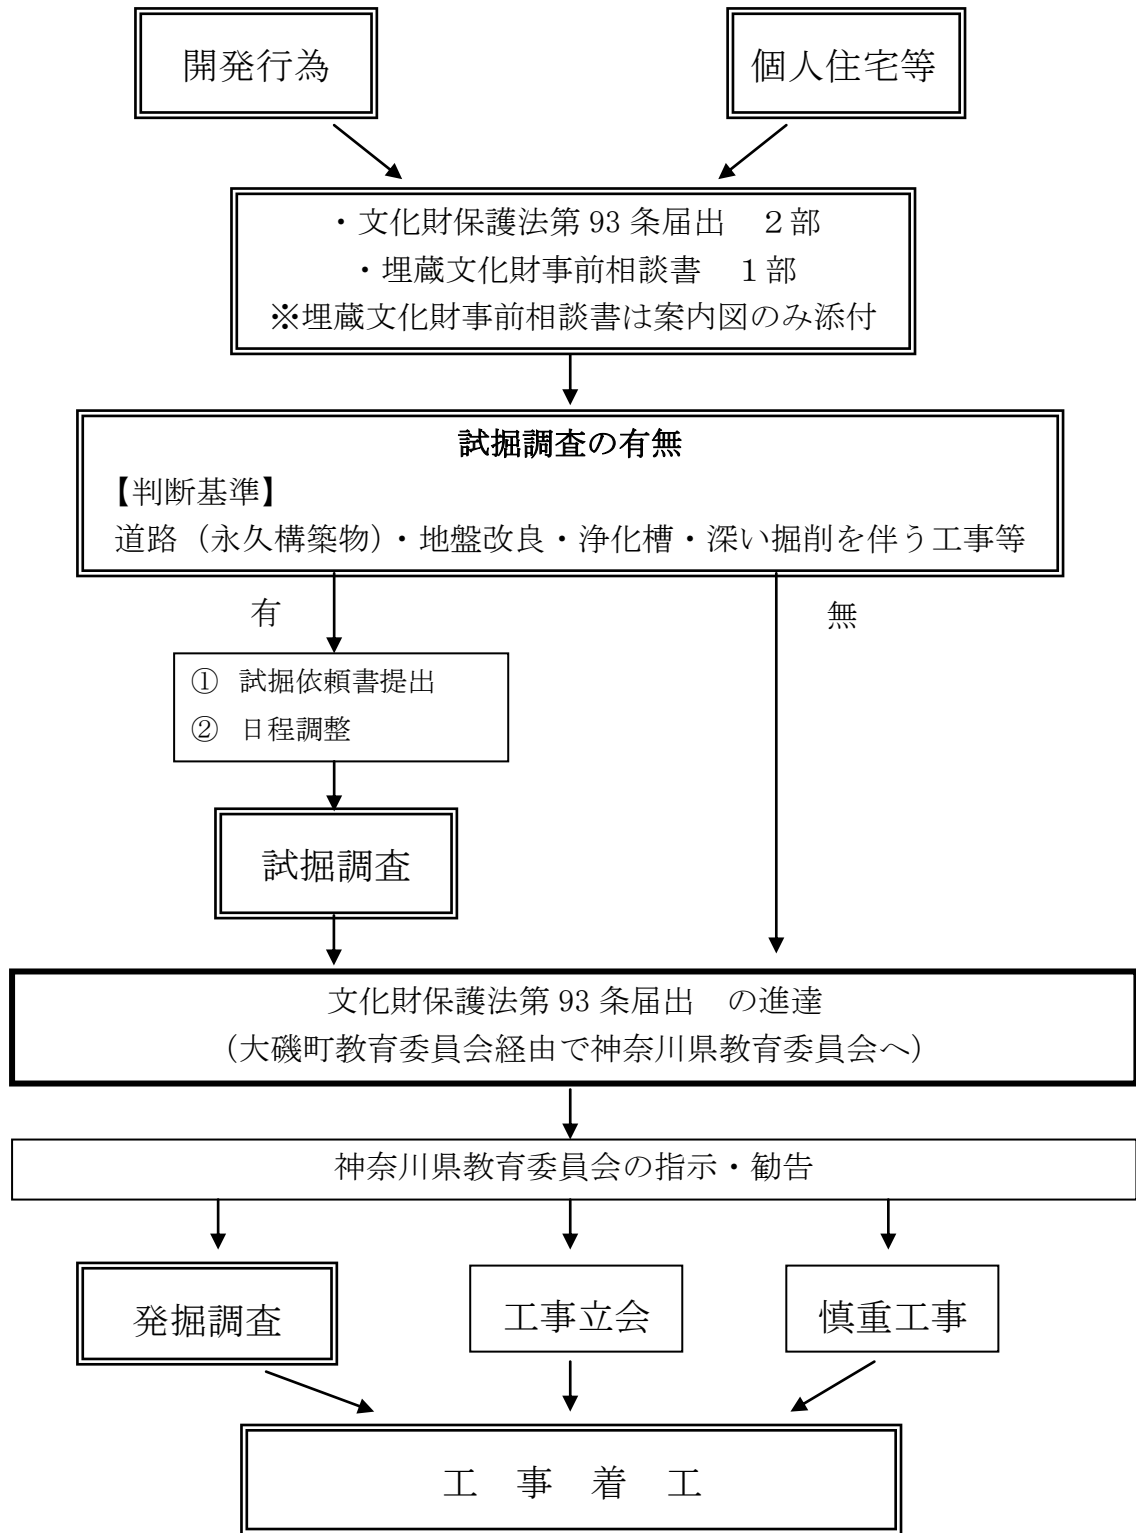 開発行為
個人住宅等
・文化財保護法第 93 条届出　２部
・埋蔵文化財事前相談書　１部
※埋蔵文化財事前相談書は案内図のみ添付
試掘調査の有無
【判断基準】
道路（永久構築物）・地盤改良・浄化槽・深い掘削を伴う工事等
有
無
①　試掘依頼書提出
②　日程調整
試掘調査
文化財保護法第 93 条届出　の進達
（大磯町教育委員会経由で神奈川県教育委員会へ）
神奈川県教育委員会の指示・勧告
発掘調査
工事立会
慎重工事
工　事　着　工